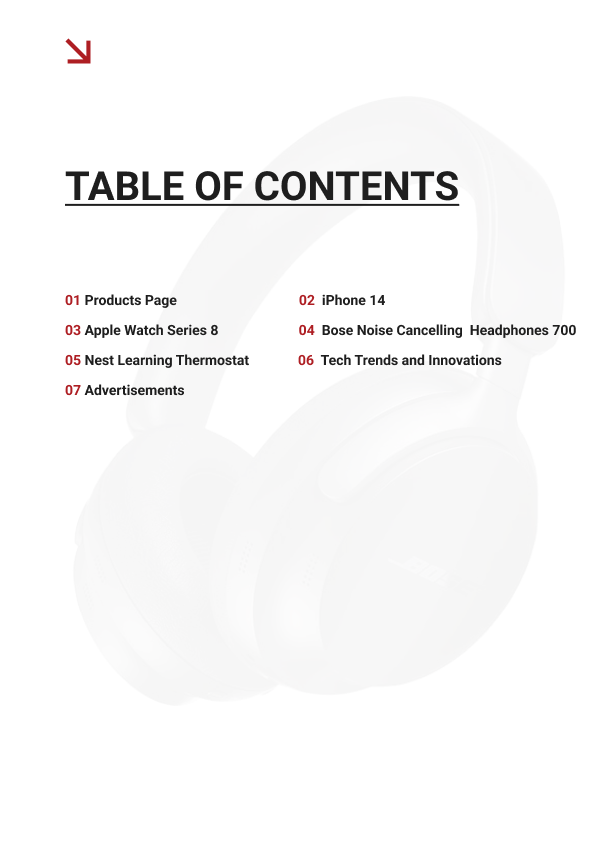 TABLE OF CONTENTS
01 Products Page
02 iPhone 14
03 Apple Watch Series 8
04 Bose Noise Cancelling Headphones 700
05 Nest Learning Thermostat
06 Tech Trends and Innovations
07 Advertisements